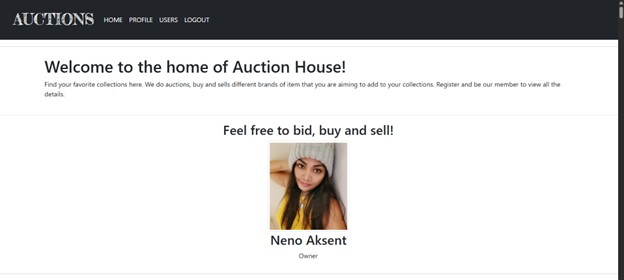 AUCTIONS HOME PROFILE USERS LOGOUT
Welcome to the home of Auction House!
Find your favorite collections here. We do auctions, buy and sells different brands of item that you are aiming to add to your collections. Register and be our member to view all the
details.
Feel free to bid, buy and sell!
Neno Aksent
Owner